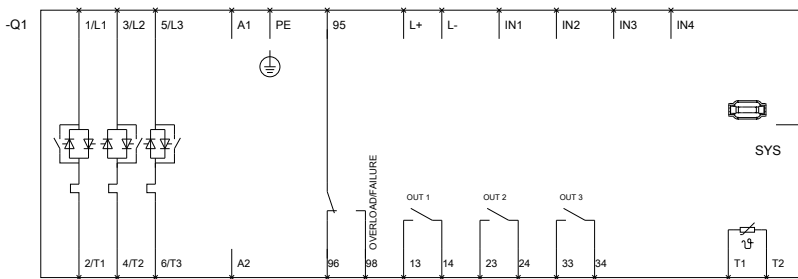 -Q1
1/L1 3/L2 5/L3 A1 PE 95 L+ L- IN1 IN2 IN3 IN4
SYS
OVERLOAD/FAILURE
OUT 1 OUT 2 OUT 3
ϑ
2/T1 4/T2 6/T3 A2 96 98 13 14 23 24 33 34 T1 T2